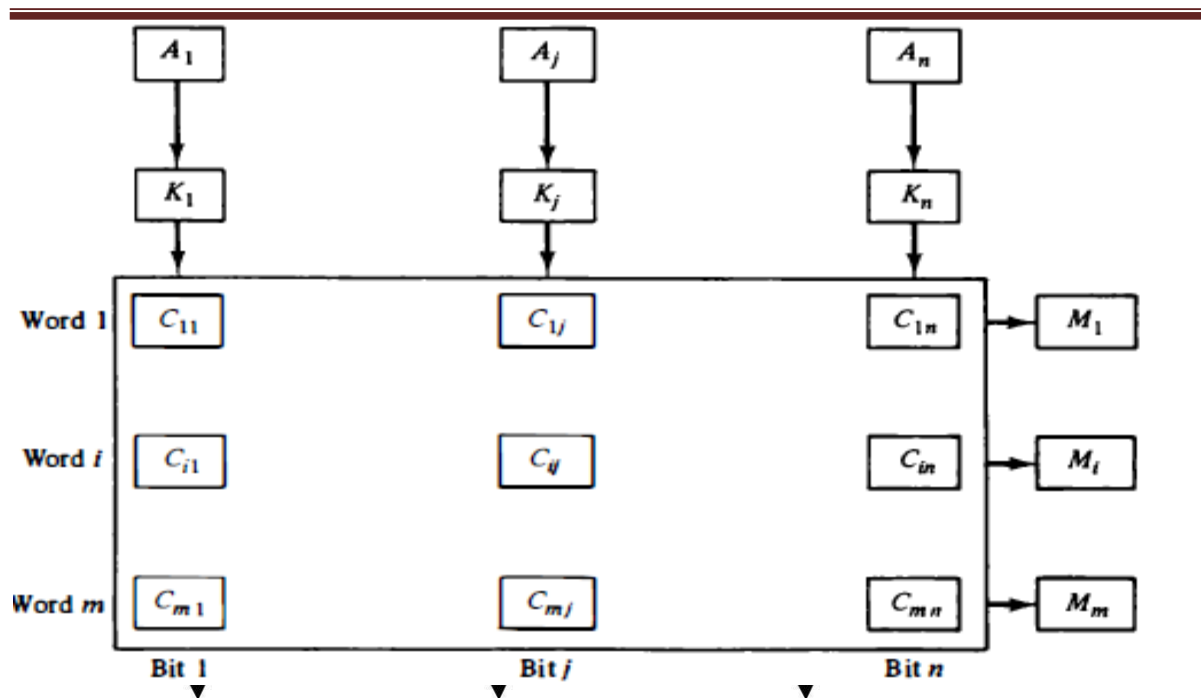 A1 Aj An
K1 Kj Kn
Word 1 C11 C1j C1n M1
Word i Ci1 Cij Cin Mi
Word m Cm1 Cmj Cmn Mm
Bit 1 Bit j Bit n